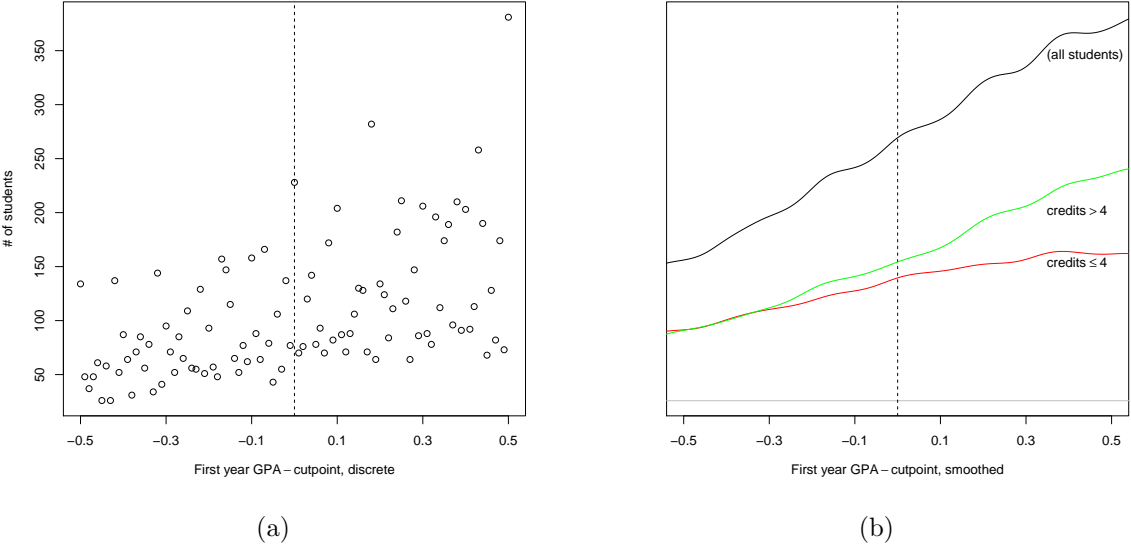 # of students
350
300
250
200
150
100
50
−0.5 −0.3 −0.1 0.1 0.3 0.5
First year GPA − cutpoint, discrete
(a)
(all students)
credits > 4
credits ≤ 4
−0.5 −0.3 −0.1 0.1 0.3 0.5
First year GPA − cutpoint, smoothed
(b)